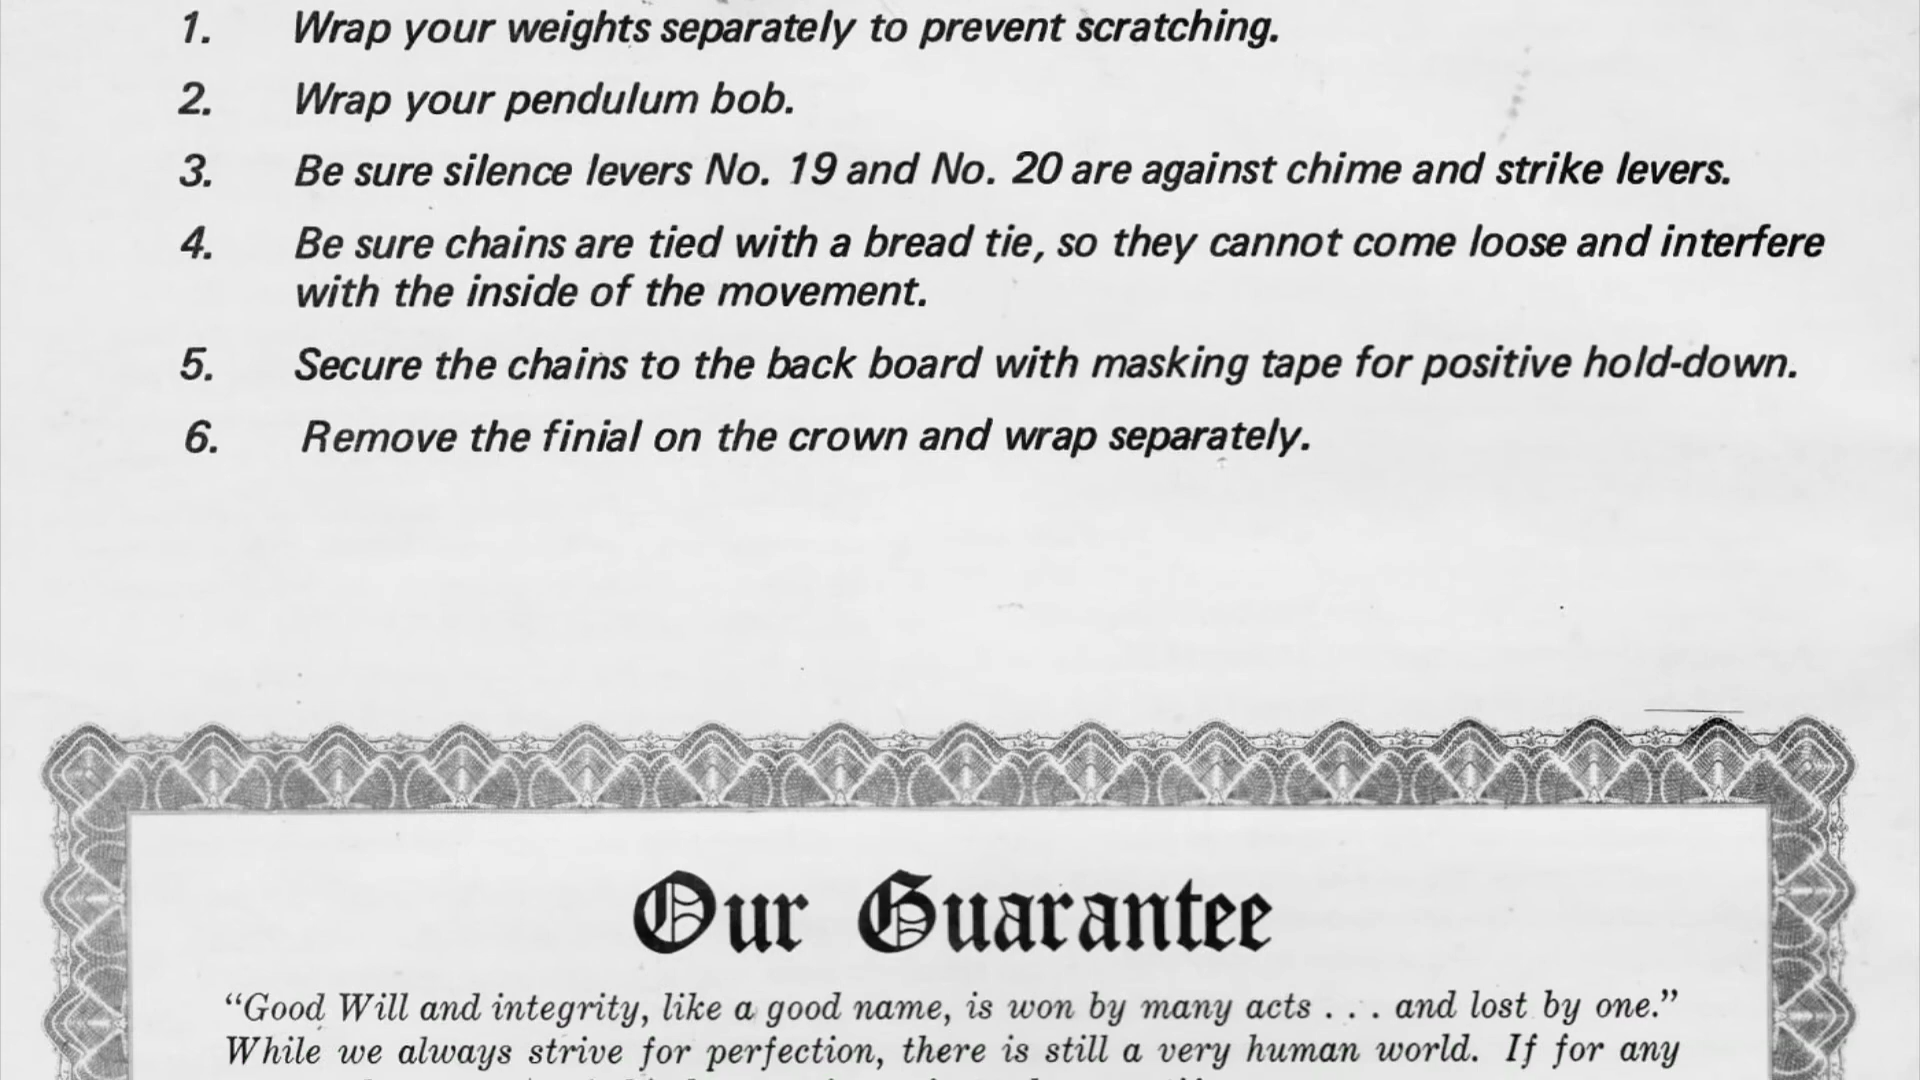 1. Wrap your weights separately to prevent scratching.
2. Wrap your pendulum bob.
3. Be sure silence levers No. 19 and No. 20 are against chime and strike levers.
4. Be sure chains are tied with a bread tie, so they cannot come loose and interfere
with the inside of the movement.
5. Secure the chains to the back board with masking tape for positive hold-down.
6. Remove the finial on the crown and wrap separately.
Our Guarantee
“Good Will and integrity, like a good name, is won by many acts . . . and lost by one.”
While we always strive for perfection, there is still a very human world. If for any